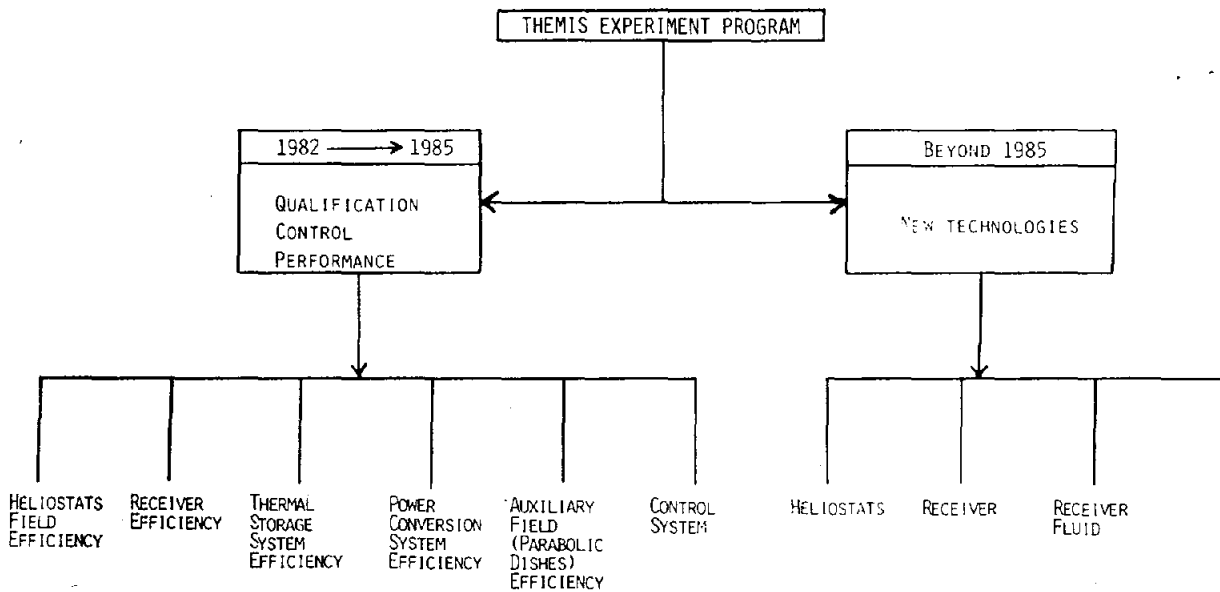 THEMIS EXPERIMENT PROGRAM
1982 → 1985
QUALIFICATION
CONTROL
PERFORMANCE
BEYOND 1985
NEW TECHNOLOGIES
HELIOSTATS
FIELD
EFFICIENCY
RECEIVER
EFFICIENCY
THERMAL
STORAGE
SYSTEM
EFFICIENCY
POWER
CONVERSION
SYSTEM
EFFICIENCY
AUXILIARY
FIELD
(PARABOLIC
DISHES)
EFFICIENCY
CONTROL
SYSTEM
HELIOSTATS
RECEIVER
RECEIVER
FLUID